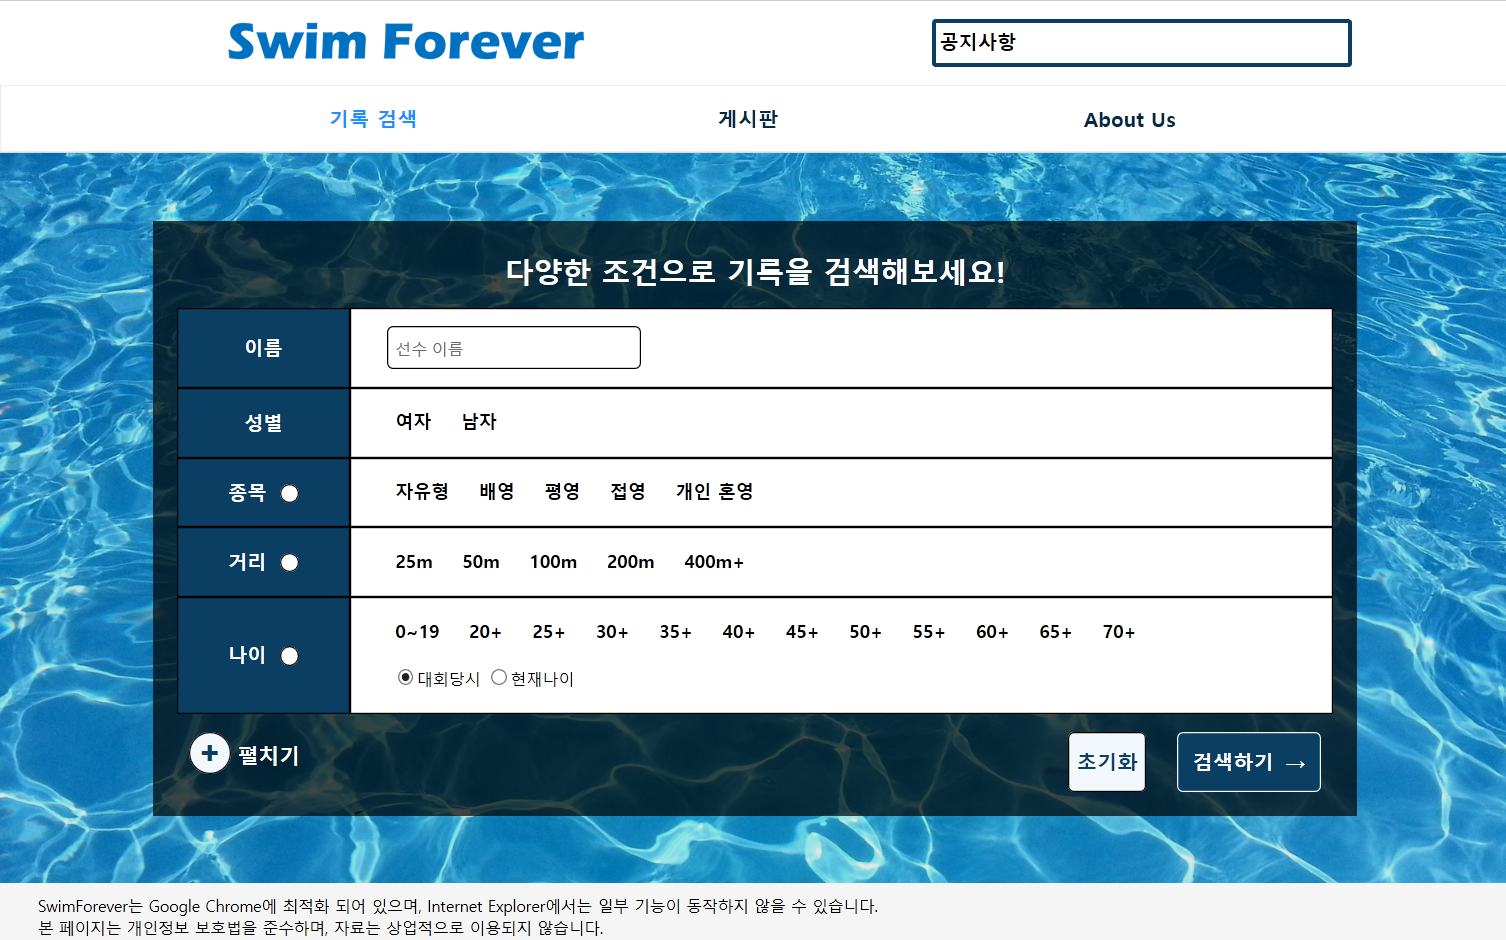 Swim Forever
공지사항
기록 검색 게시판 About Us
다양한 조건으로 기록을 검색해보세요!
이름 선수 이름
성별 여자 남자
종목 자유형 배영 평영 접영 개인 혼영
거리 25m 50m 100m 200m 400m+
나이 0~19 20+ 25+ 30+ 35+ 40+ 45+ 50+ 55+ 60+ 65+ 70+
대회당시 현재나이
+ 펼치기 초기화 검색하기 →
SwimForever는 Google Chrome에 최적화 되어 있으며, Internet Explorer에서는 일부 기능이 동작하지 않을 수 있습니다.
본 페이지는 개인정보 보호법을 준수하며, 자료는 상업적으로 이용되지 않습니다.